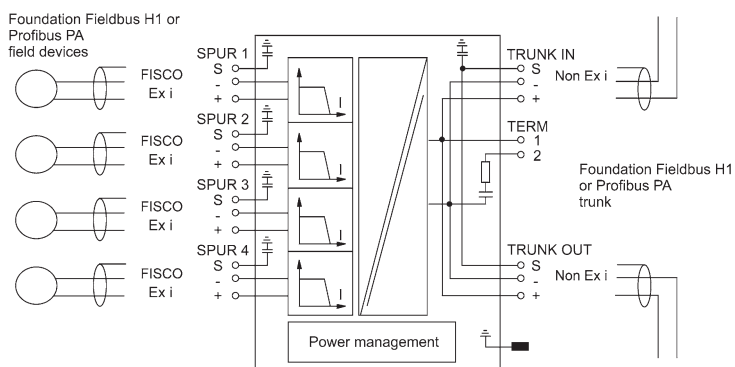 Foundation Fieldbus H1 or
Profibus PA
field devices
SPUR 1
S
-
+
FISCO
Ex i
SPUR 2
S
-
+
FISCO
Ex i
SPUR 3
S
-
+
FISCO
Ex i
SPUR 4
S
-
+
FISCO
Ex i
I
I
I
I
Power management
TRUNK IN
S
-
+
Non Ex i
TERM
1
2
Foundation Fieldbus H1
or Profibus PA
trunk
TRUNK OUT
S
-
+
Non Ex i